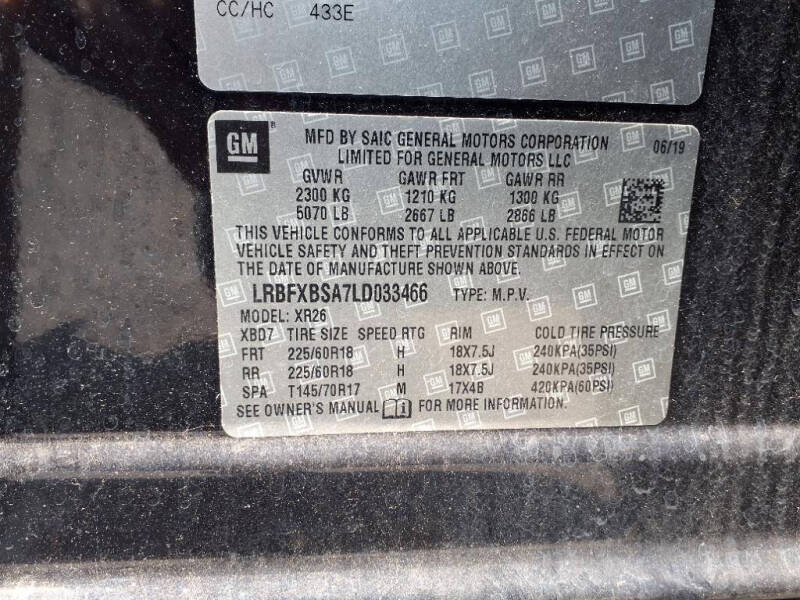 CC/HC 433E
GM
MFD BY SAIC GENERAL MOTORS CORPORATION 06/19
LIMITED FOR GENERAL MOTORS LLC
GVWR GAWR FRT GAWR RR
2300 KG 1210 KG 1300 KG
5070 LB 2667 LB 2866 LB
THIS VEHICLE CONFORMS TO ALL APPLICABLE U.S. FEDERAL MOTOR
VEHICLE SAFETY AND THEFT PREVENTION STANDARDS IN EFFECT ON
THE DATE OF MANUFACTURE SHOWN ABOVE.
LRBFXBSA7LD033466 TYPE: M.P.V.
MODEL: XR26
XBD7 TIRE SIZE SPEED RTG RIM COLD TIRE PRESSURE
FRT 225/60R18 H 18X7.5J 240KPA(35PSI)
RR 225/60R18 H 18X7.5J 240KPA(35PSI)
SPA T145/70R17 M 17X4B 420KPA(60PSI)
SEE OWNER'S MANUAL FOR MORE INFORMATION.